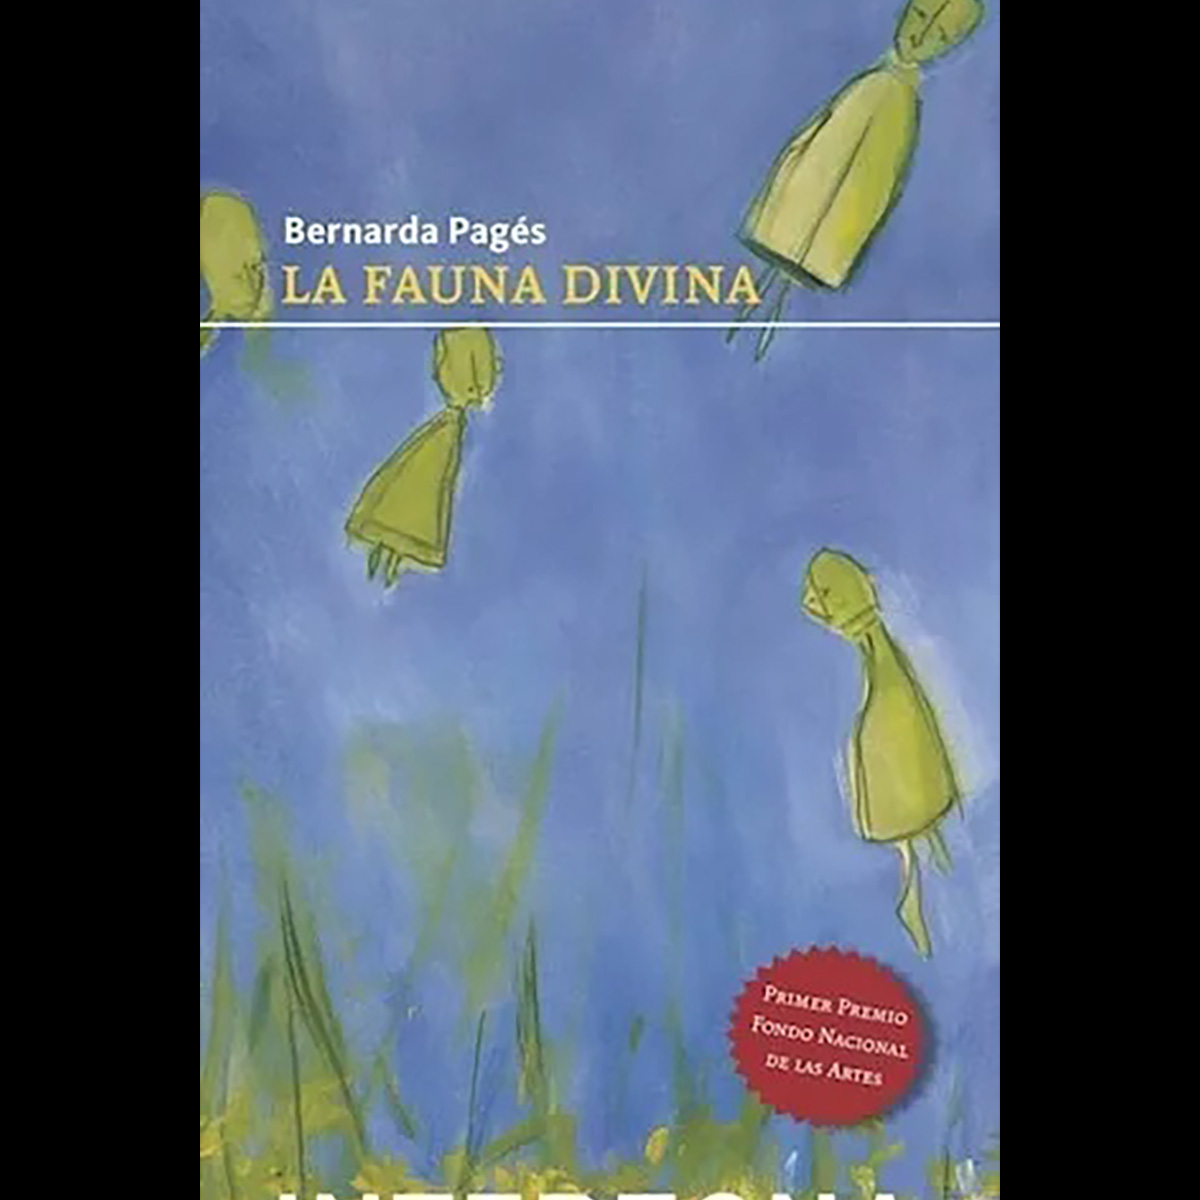 Bernarda Pagés
LA FAUNA DIVINA
PRIMER PREMIO
FONDO NACIONAL
DE LAS ARTES